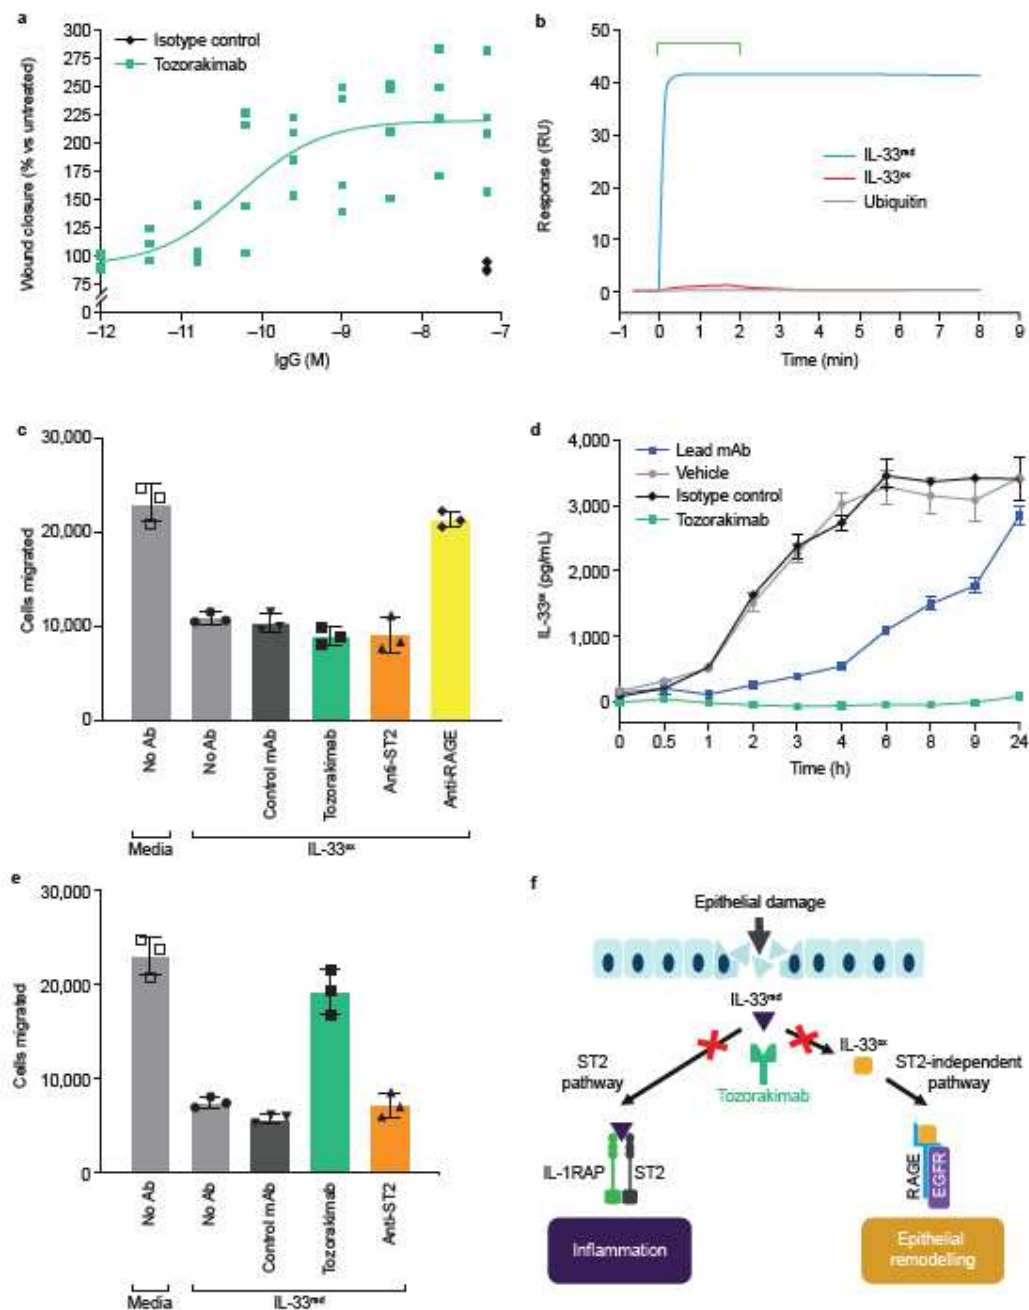 a
Isotype control
Tozorakimab
Wound closure (% vs untreated)
300
275
250
225
200
175
150
125
100
75
0
–12
–11
–10
–9
–8
–7
IgG (M)
b
Response (RU)
50
40
30
20
10
0
IL-33ʳᵉᵈ
IL-33ᵒˣ
Ubiquitin
–1
0
1
2
3
4
5
6
7
8
9
Time (min)
c
Cells migrated
30,000
20,000
10,000
0
No Ab
No Ab
Control mAb
Tozorakimab
Anti-ST2
Anti-RAGE
Media
IL-33ᵒˣ
d
Lead mAb
Vehicle
Isotype control
Tozorakimab
IL-33ᵒˣ (pg/mL)
4,000
3,000
2,000
1,000
0
0
0.5
1
2
3
4
6
8
9
24
Time (h)
e
Cells migrated
30,000
20,000
10,000
0
No Ab
No Ab
Control mAb
Tozorakimab
Anti-ST2
Media
IL-33ʳᵉᵈ
f
Epithelial damage
IL-33ʳᵉᵈ
IL-33ᵒˣ
ST2
pathway
Tozorakimab
ST2-independent
pathway
IL-1RAP
ST2
RAGE
EGFR
Inflammation
Epithelial
remodelling